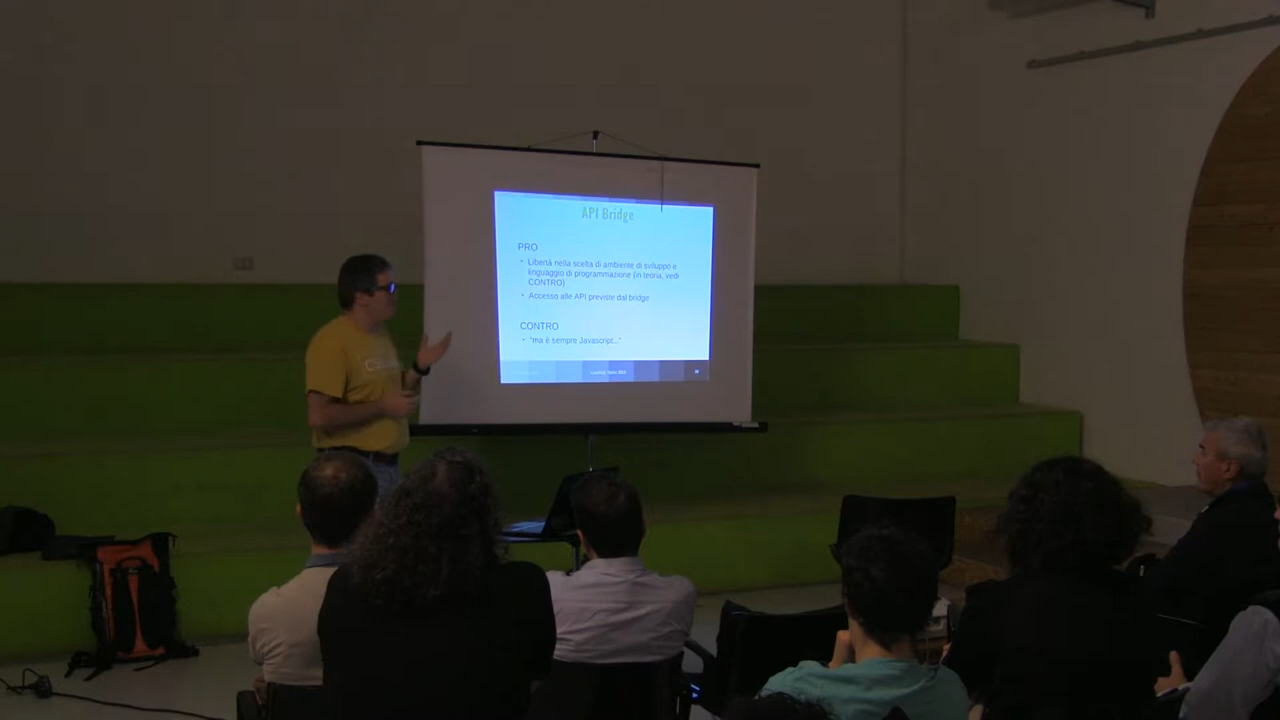 API Bridge
PRO
• Libertà nella scelta di ambiente di sviluppo e
linguaggio di programmazione (in teoria, vedi
CONTRO)
• Accesso alle API previste dal bridge
CONTRO
• "ma è sempre Javascript..."